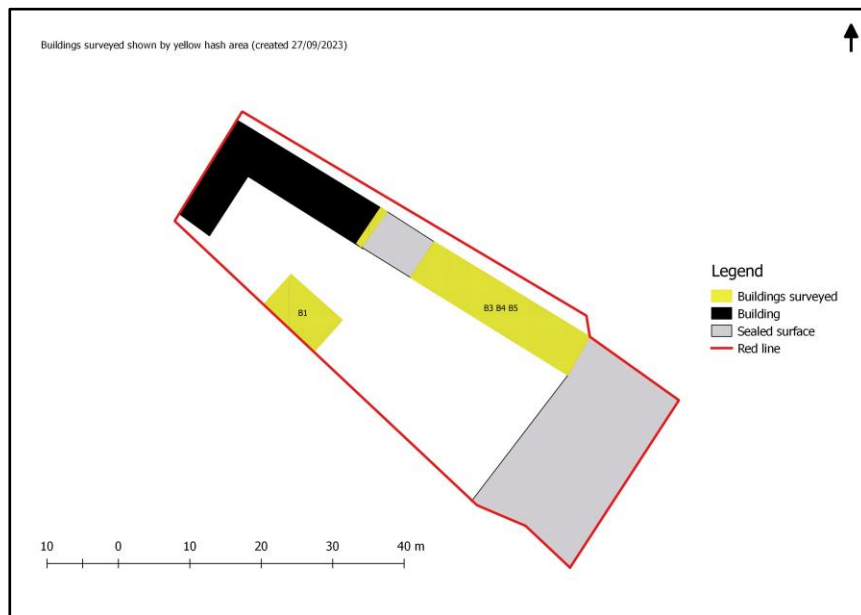 Buildings surveyed shown by yellow hash area (created 27/09/2023)
B3 B4 B5
B1
Legend
Buildings surveyed
Building
Sealed surface
Red line
10 0 10 20 30 40 m